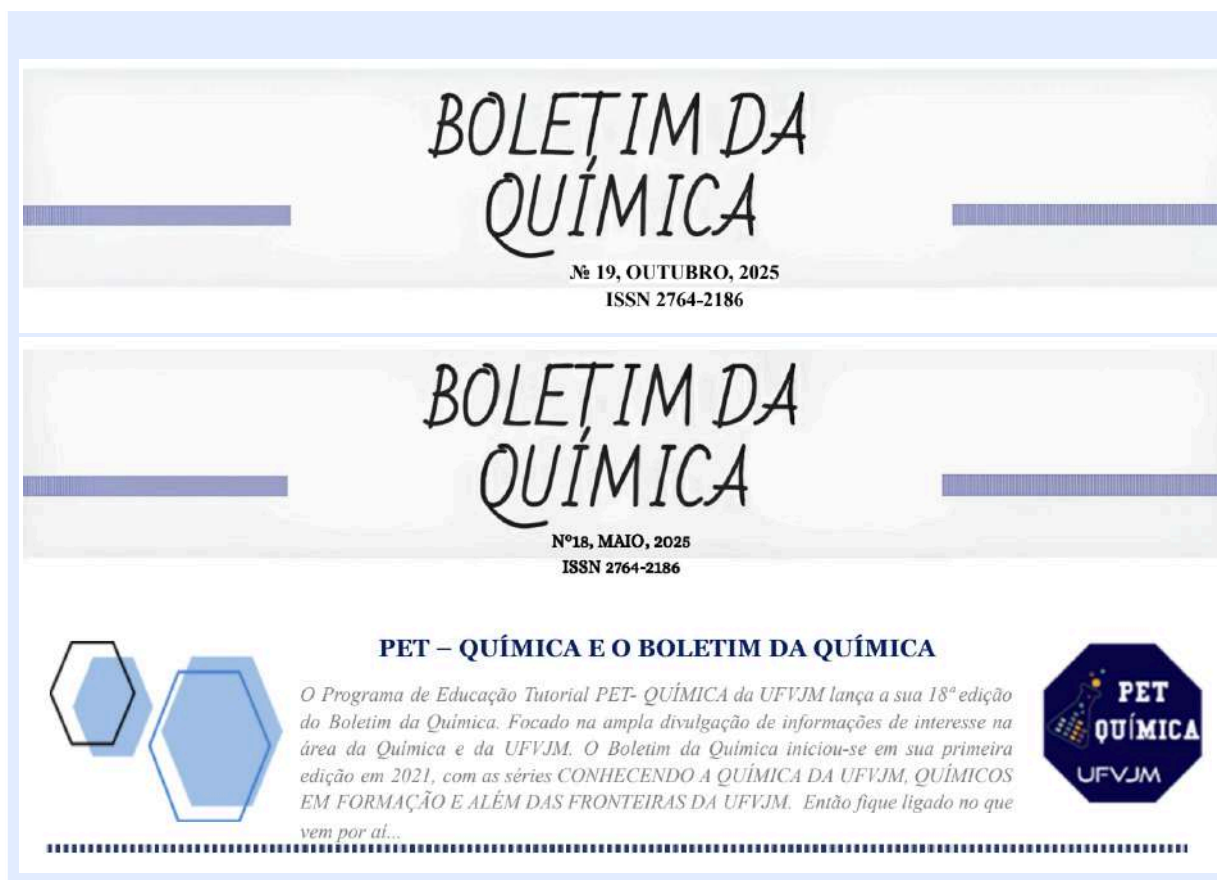 BOLETIM DA
QUÍMICA
№ 19, OUTUBRO, 2025
ISSN 2764-2186
BOLETIM DA
QUÍMICA
Nº18, MAIO, 2025
ISSN 2764-2186
PET – QUÍMICA E O BOLETIM DA QUÍMICA
O Programa de Educação Tutorial PET- QUÍMICA da UFVJM lança a sua 18ª edição
do Boletim da Química. Focado na ampla divulgação de informações de interesse na
área da Química e da UFVJM. O Boletim da Química iniciou-se em sua primeira
edição em 2021, com as séries CONHECENDO A QUÍMICA DA UFVJM, QUÍMICOS
EM FORMAÇÃO E ALÉM DAS FRONTEIRAS DA UFVJM. Então fique ligado no que
vem por aí...
PET
QUÍMICA
UFVJM